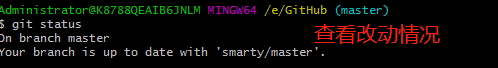 Administrator@K8788QEAIB6JNLM MINGW64 /e/GitHub (master)
$ git status
On branch master
Your branch is up to date with 'smarty/master'.
查看改动情况